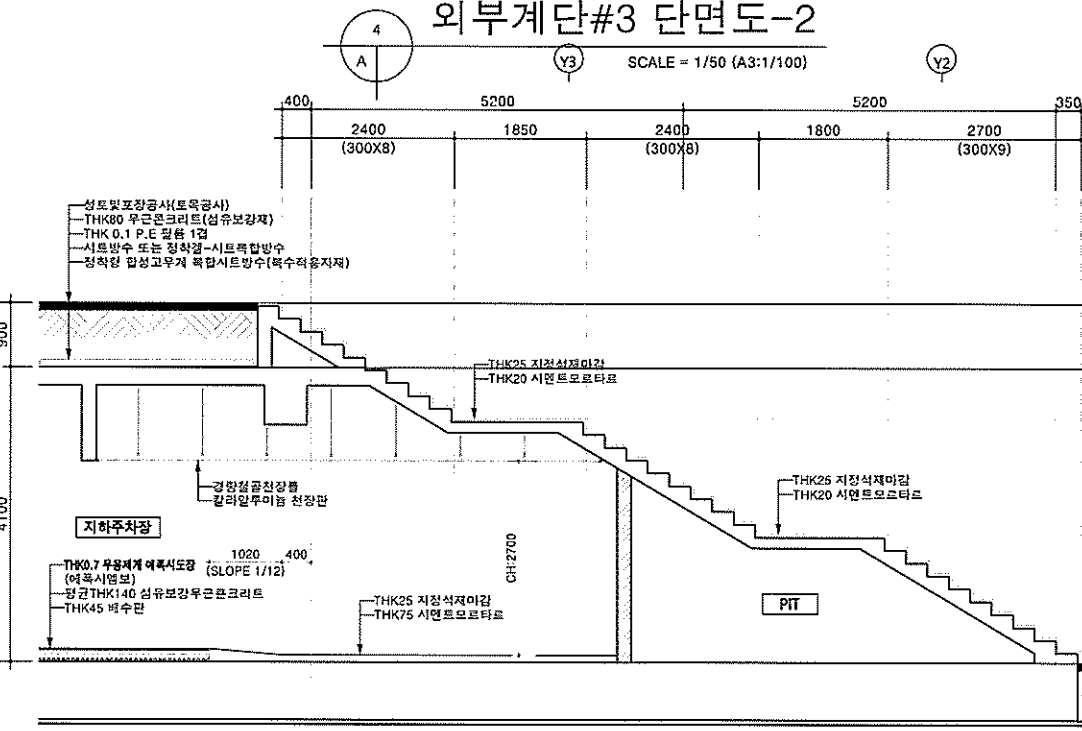 외부계단#3 단면도-2
4
A
SCALE = 1/50 (A3:1/100)
Y3
Y2
400
5200
5200
350
2400
(300X8)
1850
2400
(300X8)
1800
2700
(300X9)
성토및포장공사(토목공사)
THK80 무근콘크리트(섬유보강재)
THK 0.1 P.E 필름 1겹
시트방수 또는 정착겔-시트복합방수
점착형 합성고무계 복합시트방수(복수적용자재)
900
4100
THK25 지정석재마감
THK20 시멘트모르타르
경량철골천장틀
칼라알루미늄 천장판
THK25 지정석재마감
THK20 시멘트모르타르
지하주차장
1020
400
(SLOPE 1/12)
CH:2700
THK0.7 무용제계 에폭시도장
(에폭시엠보)
평균THK140 섬유보강무근콘크리트
THK45 배수판
THK25 지정석재마감
THK75 시멘트모르타르
PIT